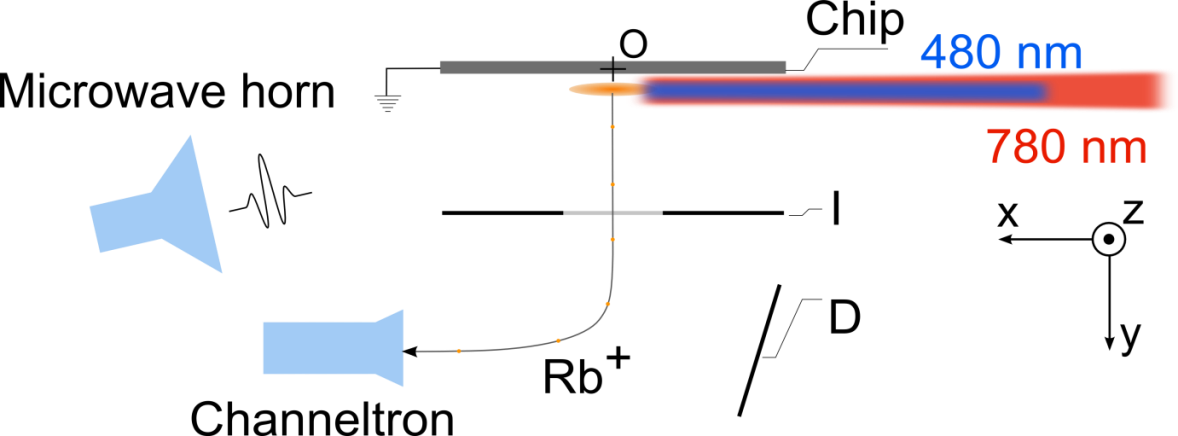 Chip
O
480 nm
Microwave horn
780 nm
I
x
z
D
y
Rb+
Channeltron